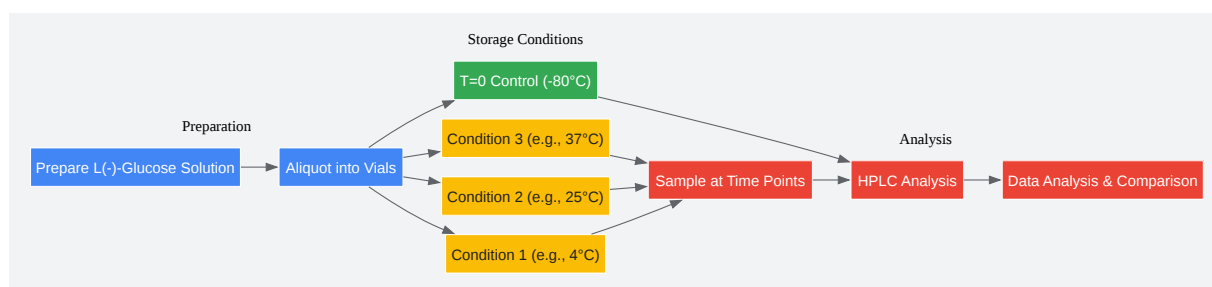 Storage Conditions
T=0 Control (-80°C)
Preparation
Condition 3 (e.g., 37°C)
Analysis
Prepare L(-)-Glucose Solution
Aliquot into Vials
Sample at Time Points
HPLC Analysis
Data Analysis & Comparison
Condition 2 (e.g., 25°C)
Condition 1 (e.g., 4°C)